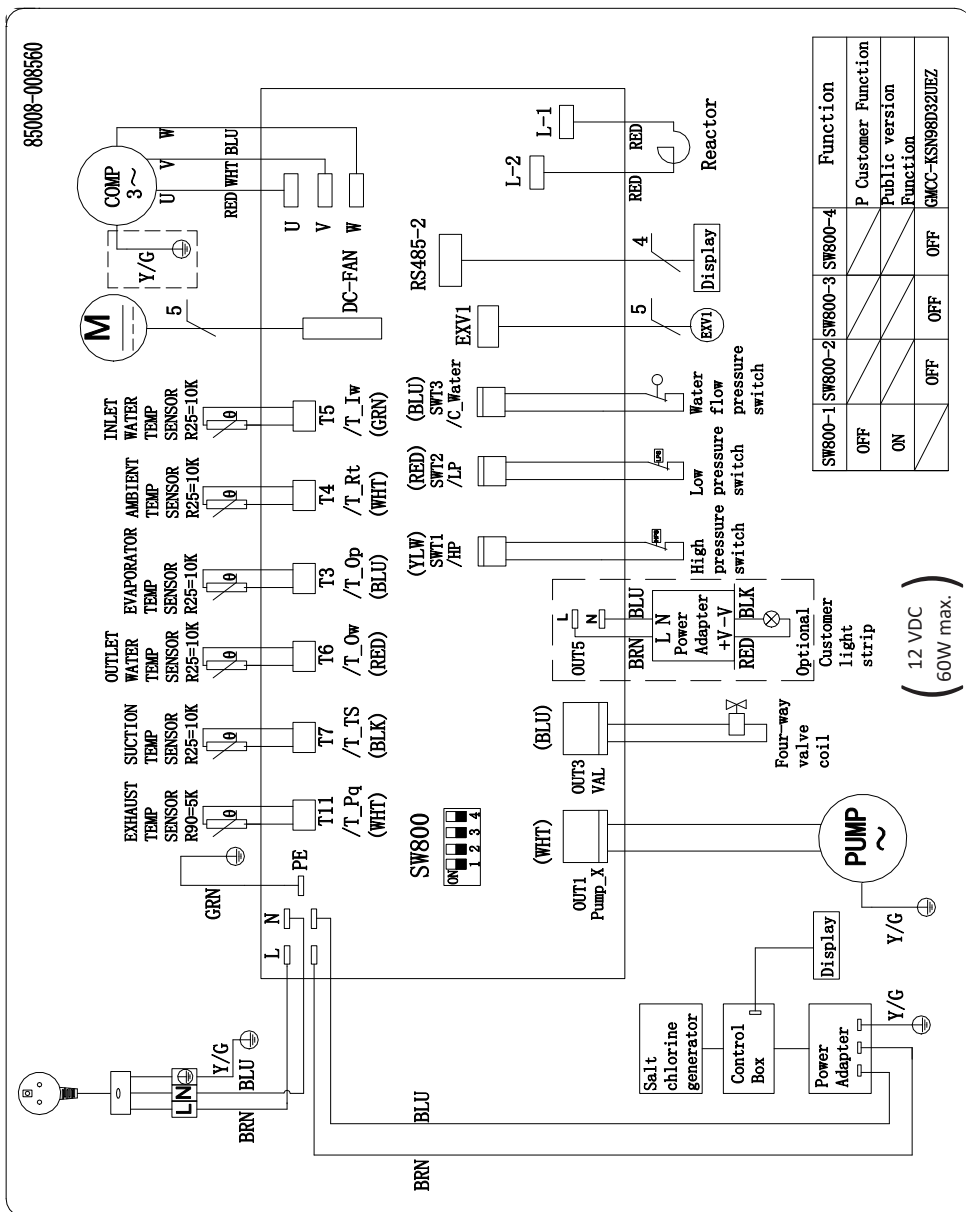 85008-008560
COMP
3~
U
V
W
RED WHT BLU
Y/G
M
5
U
V
W
DC-FAN
L-1
L-2
RED
RED
Reactor
RS485-2
4
Display
EXV1
5
EXV1
INLET
WATER
TEMP
SENSOR
R25=10K
θ
T5
/T_Iw
(GRN)
AMBIENT
TEMP
SENSOR
R25=10K
θ
T4
/T_Rt
(WHT)
EVAPORATOR
TEMP
SENSOR
R25=10K
θ
T3
/T_Op
(BLU)
OUTLET
WATER
TEMP
SENSOR
R25=10K
θ
T6
/T_Ow
(RED)
SUCTION
TEMP
SENSOR
R25=10K
θ
T7
/T_TS
(BLK)
EXHAUST
TEMP
SENSOR
R90=5K
θ
T11
/T_Pq
(WHT)
(BLU)
SWT3
/C_Water
Water
flow
pressure
switch
(RED)
SWT2
/LP
Low
pressure
switch
(YLW)
SWT1
/HP
High
pressure
switch
OUT5
L
N
BRN
BLU
L N
Power
Adapter
+V -V
RED
BLK
Optional
Customer
light
strip
(12 VDC
60W max.)
(BLU)
OUT3
VAL
Four-way
valve
coil
(WHT)
OUT1
Pump_X
PUMP
~
Y/G
SW800
ON
1 2 3 4
GRN
PE
N
L
L N
Y/G
BLU
BRN
BLU
BRN
Salt
chlorine
generator
Control
Box
Display
Power
Adapter
Y/G
SW800-1 SW800-2 SW800-3 SW800-4 Function
OFF P Customer Function
ON Public version
Function
OFF OFF OFF GMCC-KSN98D32UEZ